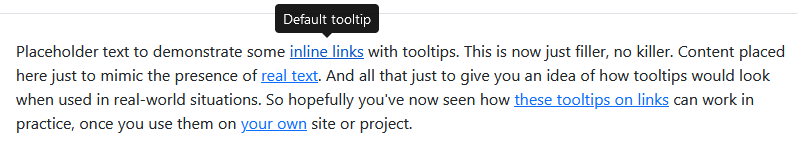 Default tooltip
Placeholder text to demonstrate some inline links with tooltips. This is now just filler, no killer. Content placed
here just to mimic the presence of real text. And all that just to give you an idea of how tooltips would look
when used in real-world situations. So hopefully you've now seen how these tooltips on links can work in
practice, once you use them on your own site or project.